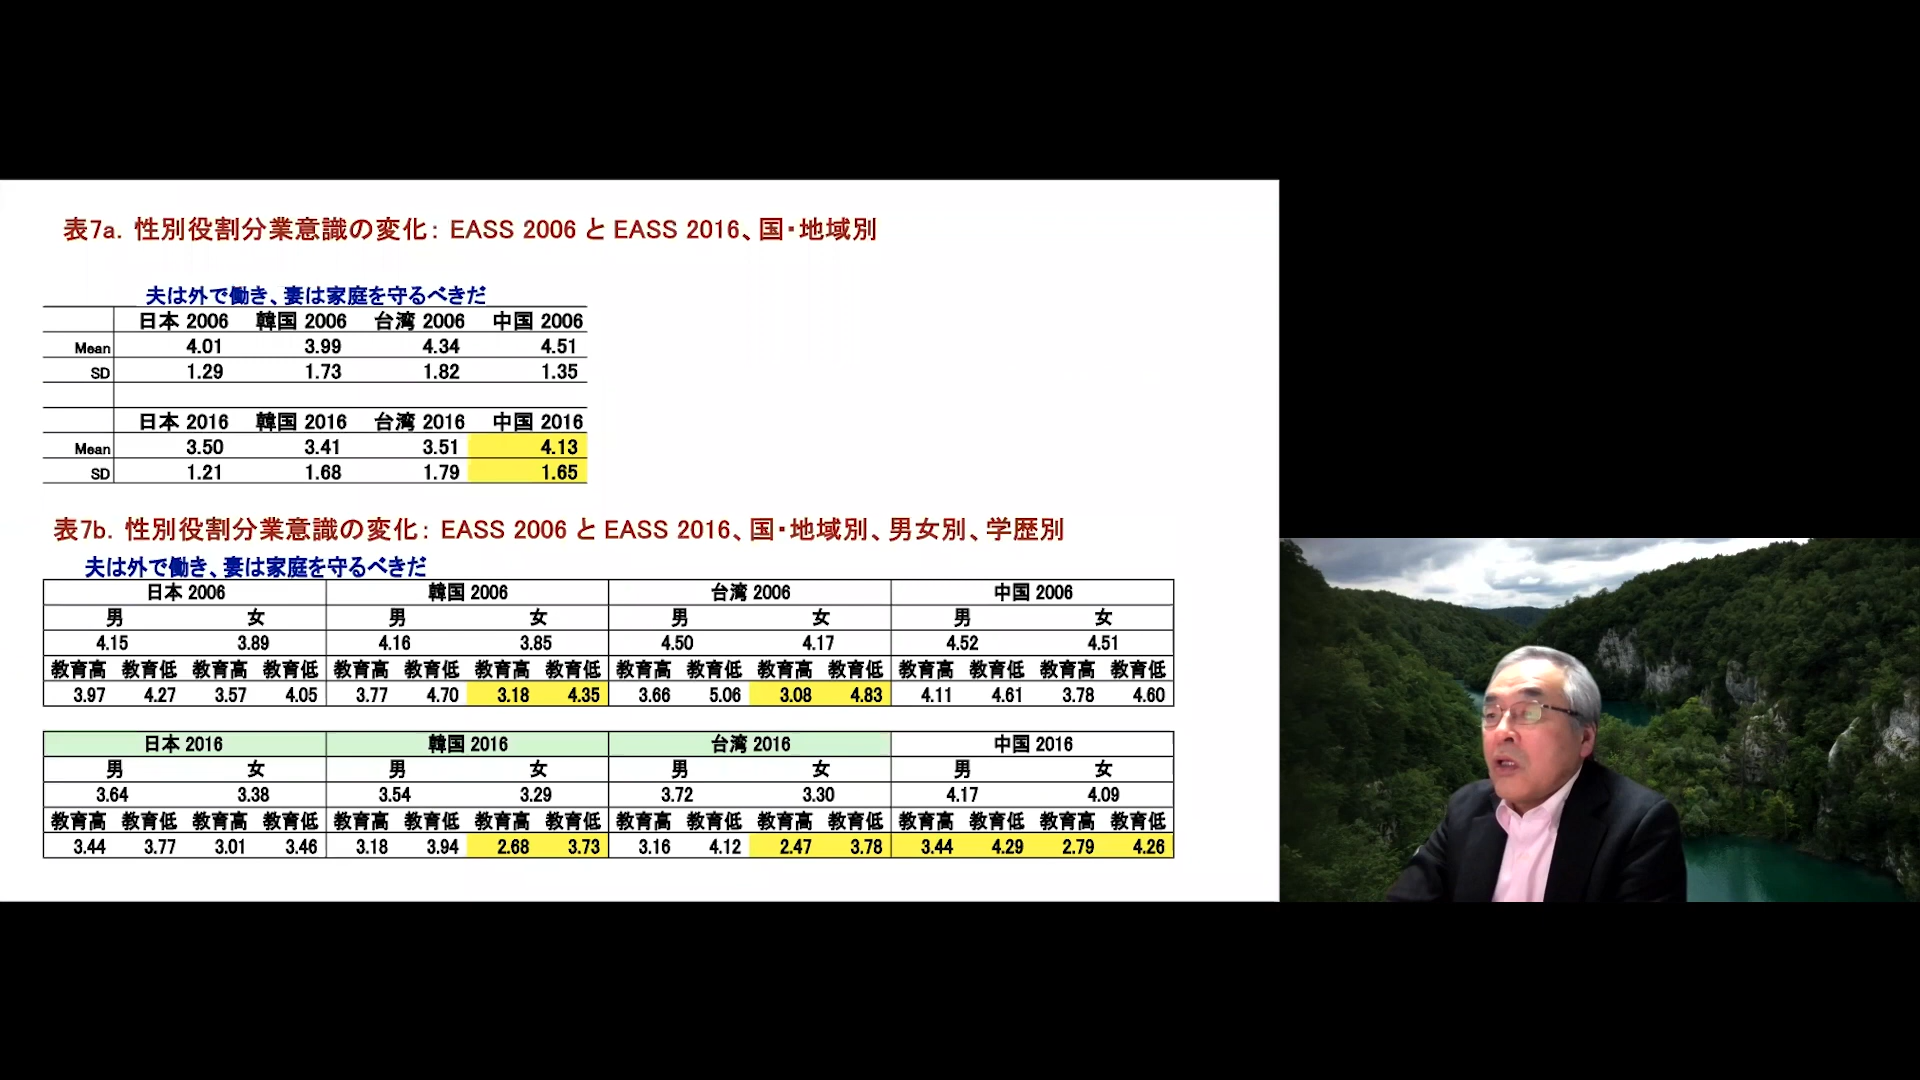 表7a. 性別役割分業意識の変化： EASS 2006 と EASS 2016、国・地域別
夫は外で働き、妻は家庭を守るべきだ
日本 2006 韓国 2006 台湾 2006 中国 2006
Mean 4.01 3.99 4.34 4.51
SD 1.29 1.73 1.82 1.35
日本 2016 韓国 2016 台湾 2016 中国 2016
Mean 3.50 3.41 3.51 4.13
SD 1.21 1.68 1.79 1.65
表7b. 性別役割分業意識の変化： EASS 2006 と EASS 2016、国・地域別、男女別、学歴別
夫は外で働き、妻は家庭を守るべきだ
日本 2006 韓国 2006 台湾 2006 中国 2006
男 女 男 女 男 女 男 女
4.15 3.89 4.16 3.85 4.50 4.17 4.52 4.51
教育高 教育低 教育高 教育低 教育高 教育低 教育高 教育低 教育高 教育低 教育高 教育低 教育高 教育低 教育高 教育低
3.97 4.27 3.57 4.05 3.77 4.70 3.18 4.35 3.66 5.06 3.08 4.83 4.11 4.61 3.78 4.60
日本 2016 韓国 2016 台湾 2016 中国 2016
男 女 男 女 男 女 男 女
3.64 3.38 3.54 3.29 3.72 3.30 4.17 4.09
教育高 教育低 教育高 教育低 教育高 教育低 教育高 教育低 教育高 教育低 教育高 教育低 教育高 教育低 教育高 教育低
3.44 3.77 3.01 3.46 3.18 3.94 2.68 3.73 3.16 4.12 2.47 3.78 3.44 4.29 2.79 4.26